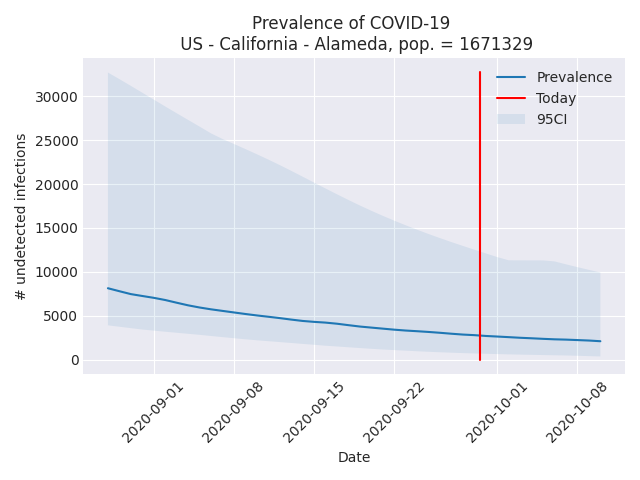 Prevalence of COVID-19
US - California - Alameda, pop. = 1671329
Prevalence
Today
95CI
# undetected infections
30000
25000
20000
15000
10000
5000
0
2020-09-01
2020-09-08
2020-09-15
2020-09-22
2020-10-01
2020-10-08
Date